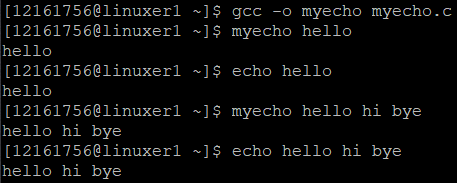 [12161756@linuxer1 ~]$ gcc -o myecho myecho.c
[12161756@linuxer1 ~]$ myecho hello
hello
[12161756@linuxer1 ~]$ echo hello
hello
[12161756@linuxer1 ~]$ myecho hello hi bye
hello hi bye
[12161756@linuxer1 ~]$ echo hello hi bye
hello hi bye